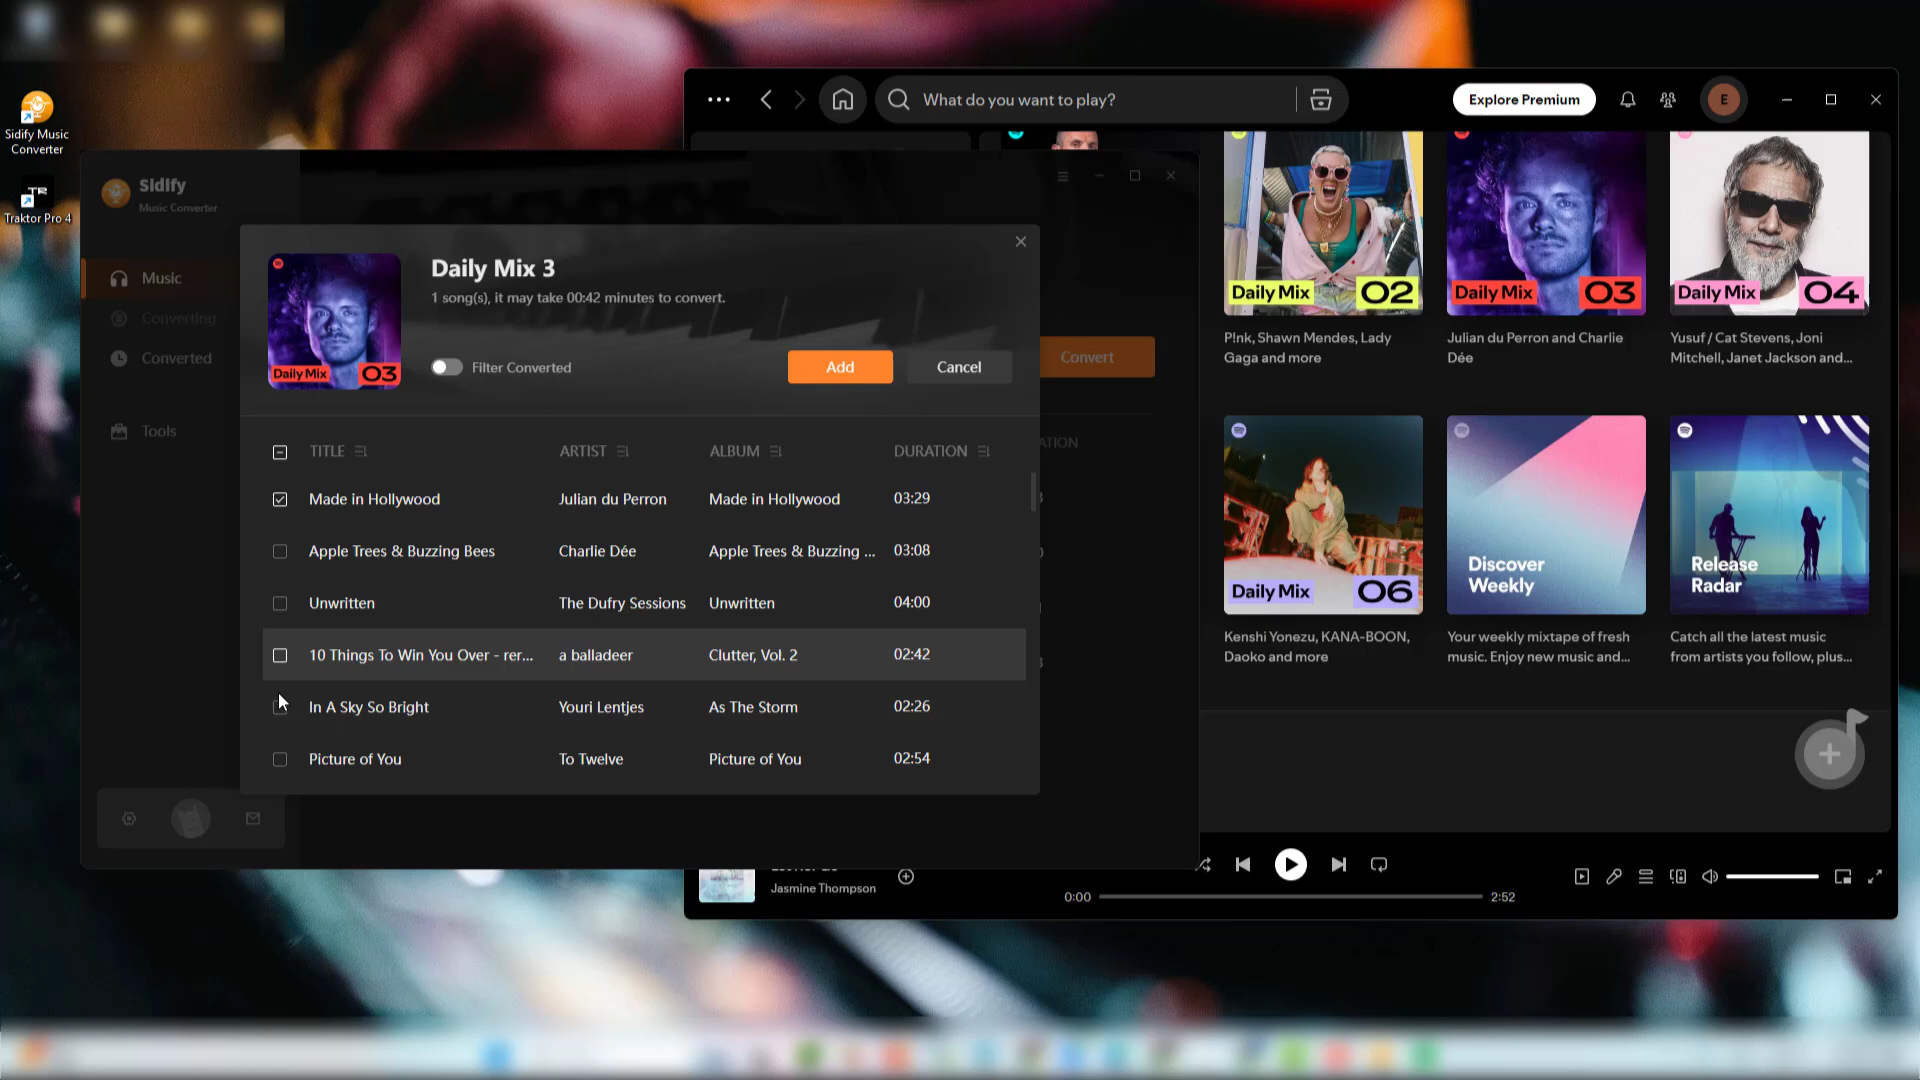 Sidify Music
Converter
TR
Traktor Pro 4
Sidify
Music Converter
Music
Converting
Converted
Tools
Daily Mix 3
1 song(s), it may take 00:42 minutes to convert.
Daily Mix 03
Filter Converted
Add
Cancel
Convert
TITLE
ARTIST
ALBUM
DURATION
ATION
Made in Hollywood
Julian du Perron
Made in Hollywood
03:29
Apple Trees & Buzzing Bees
Charlie Dée
Apple Trees & Buzzing ...
03:08
Unwritten
The Dufry Sessions
Unwritten
04:00
10 Things To Win You Over - rer...
a balladeer
Clutter, Vol. 2
02:42
In A Sky So Bright
Youri Lentjes
As The Storm
02:26
Picture of You
To Twelve
Picture of You
02:54
What do you want to play?
Explore Premium
E
Daily Mix 02
P!nk, Shawn Mendes, Lady
Gaga and more
Daily Mix 03
Julian du Perron and Charlie
Dée
Daily Mix 04
Yusuf / Cat Stevens, Joni
Mitchell, Janet Jackson and...
Daily Mix 06
Kenshi Yonezu, KANA-BOON,
Daoko and more
Discover
Weekly
Your weekly mixtape of fresh
music. Enjoy new music and...
Release
Radar
Catch all the latest music
from artists you follow, plus...
Jasmine Thompson
0:00
2:52